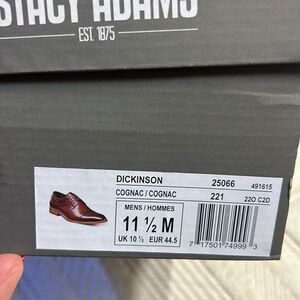 STACY ADAMS
EST. 1875
DICKINSON 25066 491615
COGNAC / COGNAC 221 22O C2D
MENS / HOMMES
11 ½ M
UK 10 ½ EUR 44.5
7 17501 74999 3